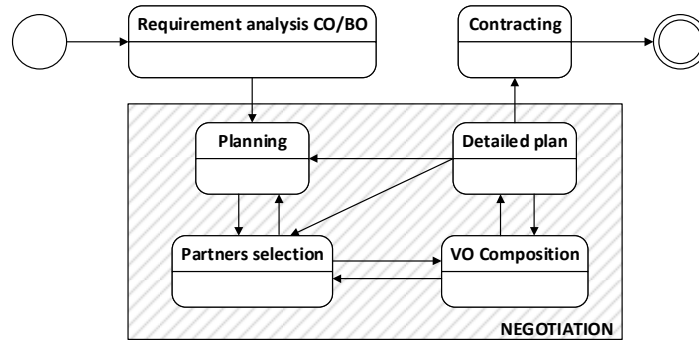 Requirement analysis CO/BO
Contracting
Planning
Detailed plan
Partners selection
VO Composition
NEGOTIATION